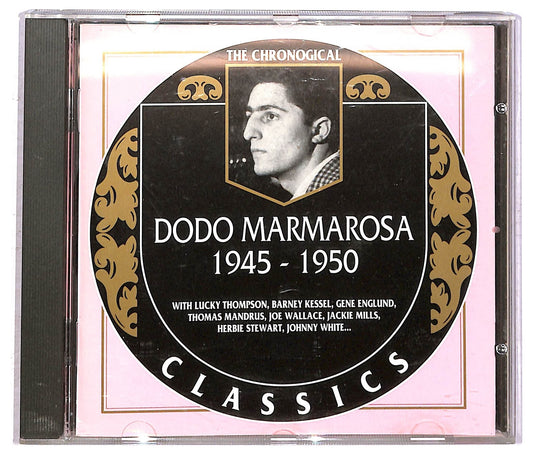 THE CHRONOGICAL
DODO MARMAROSA
1945 - 1950
WITH LUCKY THOMPSON, BARNEY KESSEL, GENE ENGLUND,
THOMAS MANDRUS, JOE WALLACE, JACKIE MILLS,
HERBIE STEWART, JOHNNY WHITE...
CLASSICS